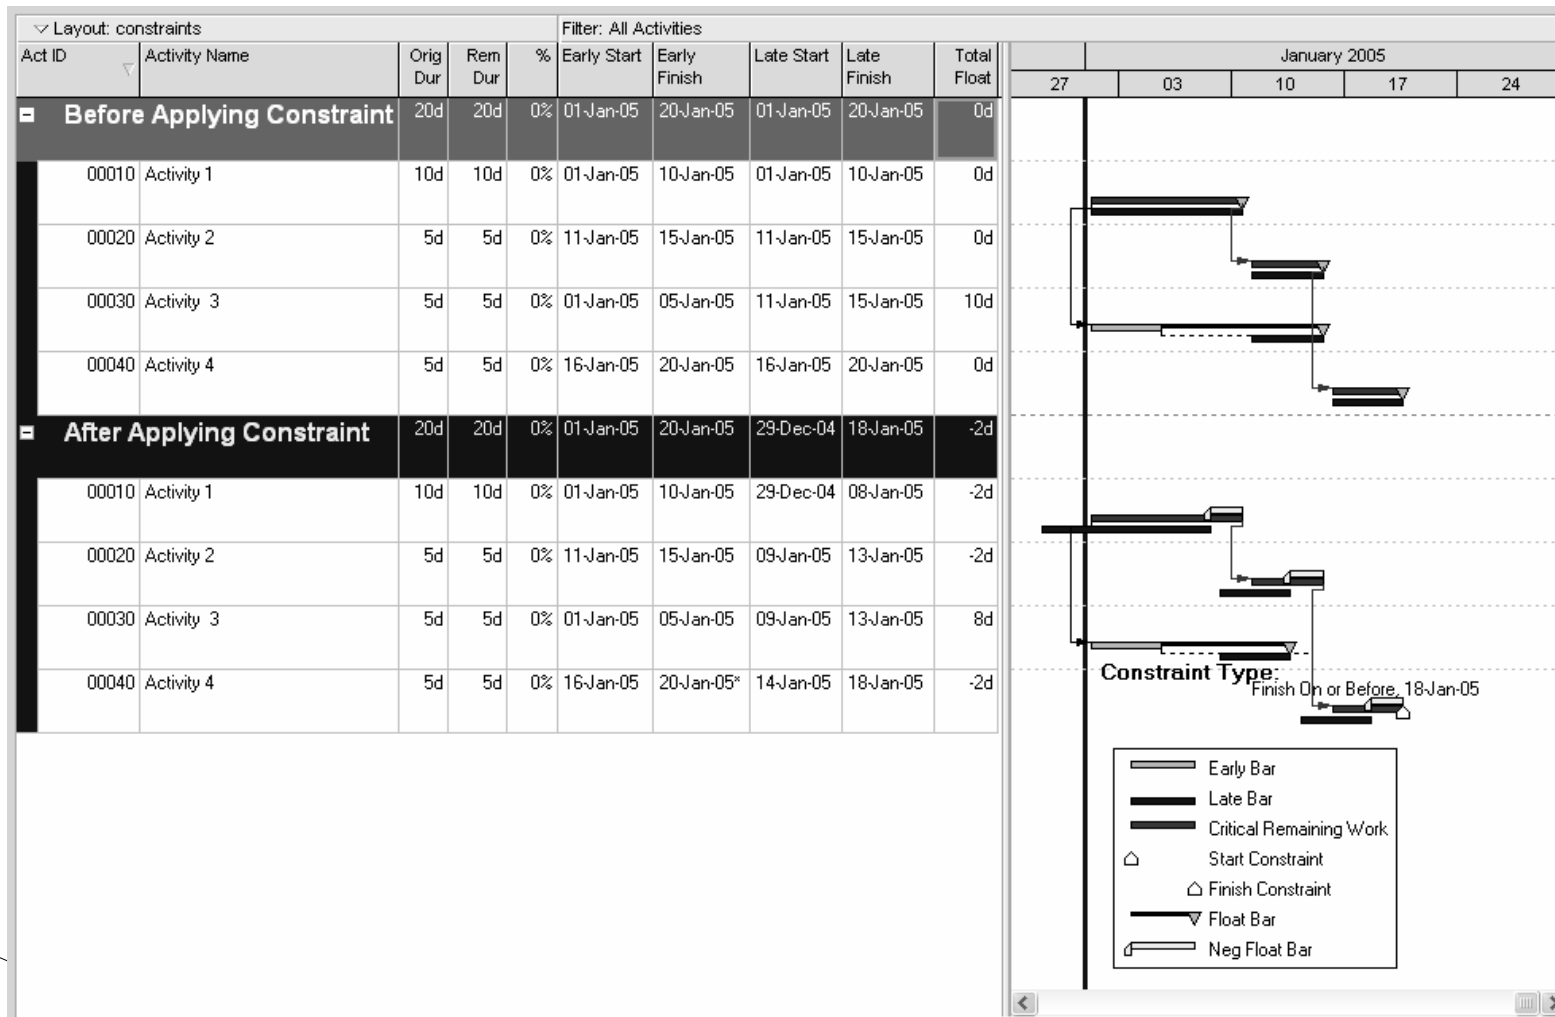 Layout: constraints Filter: All Activities
Act ID Activity Name Orig Dur Rem Dur % Early Start Early Finish Late Start Late Finish Total Float January 2005
27 03 10 17 24
Before Applying Constraint 20d 20d 0% 01-Jan-05 20-Jan-05 01-Jan-05 20-Jan-05 0d
00010 Activity 1 10d 10d 0% 01-Jan-05 10-Jan-05 01-Jan-05 10-Jan-05 0d
00020 Activity 2 5d 5d 0% 11-Jan-05 15-Jan-05 11-Jan-05 15-Jan-05 0d
00030 Activity 3 5d 5d 0% 01-Jan-05 05-Jan-05 11-Jan-05 15-Jan-05 10d
00040 Activity 4 5d 5d 0% 16-Jan-05 20-Jan-05 16-Jan-05 20-Jan-05 0d
After Applying Constraint 20d 20d 0% 01-Jan-05 20-Jan-05 29-Dec-04 18-Jan-05 -2d
00010 Activity 1 10d 10d 0% 01-Jan-05 10-Jan-05 29-Dec-04 08-Jan-05 -2d
00020 Activity 2 5d 5d 0% 11-Jan-05 15-Jan-05 09-Jan-05 13-Jan-05 -2d
00030 Activity 3 5d 5d 0% 01-Jan-05 05-Jan-05 09-Jan-05 13-Jan-05 8d
00040 Activity 4 5d 5d 0% 16-Jan-05 20-Jan-05* 14-Jan-05 18-Jan-05 -2d
Constraint Type:
Finish On or Before, 18-Jan-05
Early Bar
Late Bar
Critical Remaining Work
Start Constraint
Finish Constraint
Float Bar
Neg Float Bar